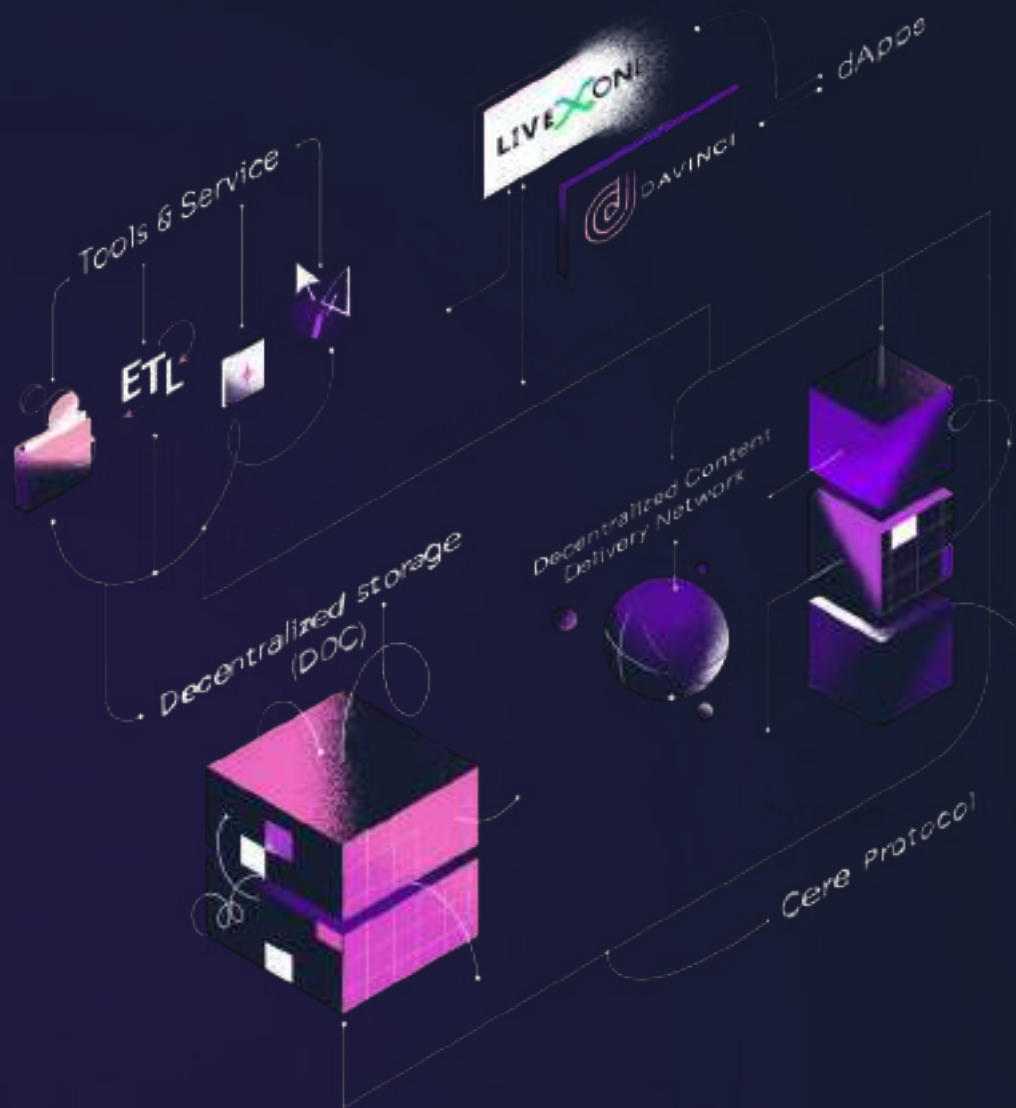 LIVEXONE
dApps
DAVINCI
Tools & Service
ETL
Decentralized Content
Delivery Network
Decentralized storage
(DDC)
Cere Protocol